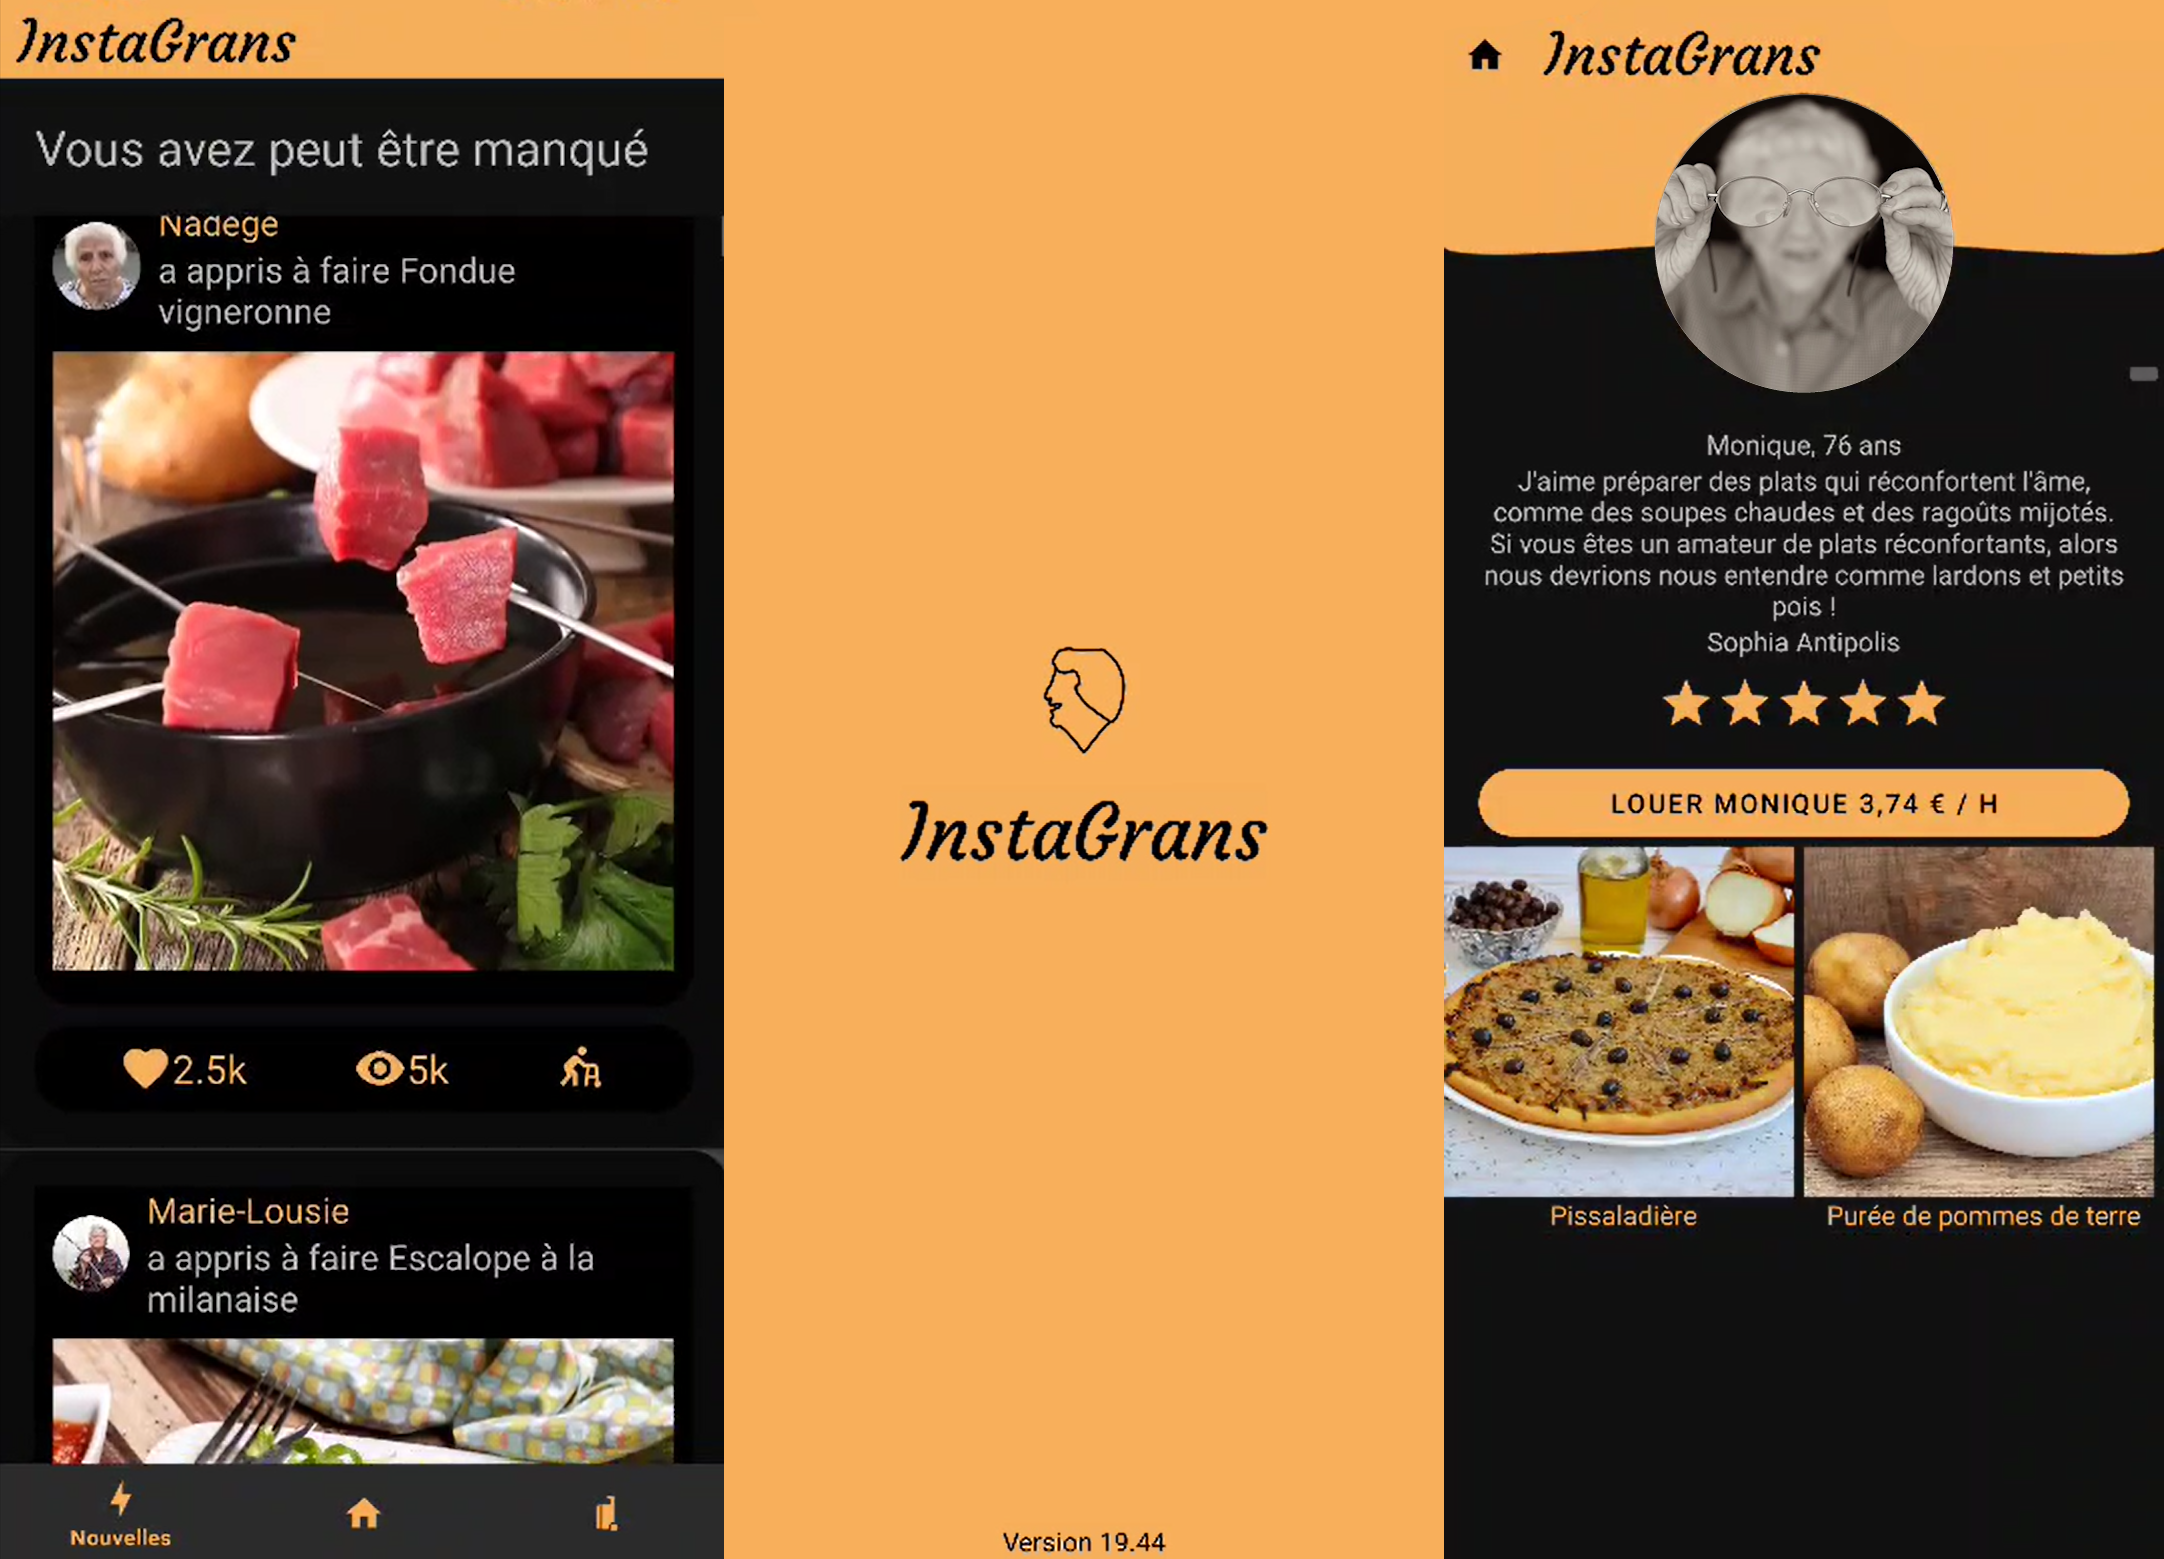 InstaGrans
Vous avez peut être manqué
Nadège
a appris à faire Fondue
vigneronne
2.5k
5k
Marie-Lousie
a appris à faire Escalope à la
milanaise
Nouvelles
InstaGrans
Version 19.44
InstaGrans
Monique, 76 ans
J'aime préparer des plats qui réconfortent l'âme,
comme des soupes chaudes et des ragoûts mijotés.
Si vous êtes un amateur de plats réconfortants, alors
nous devrions nous entendre comme lardons et petits
pois !
Sophia Antipolis
LOUER MONIQUE 3,74 € / H
Pissaladière
Purée de pommes de terre